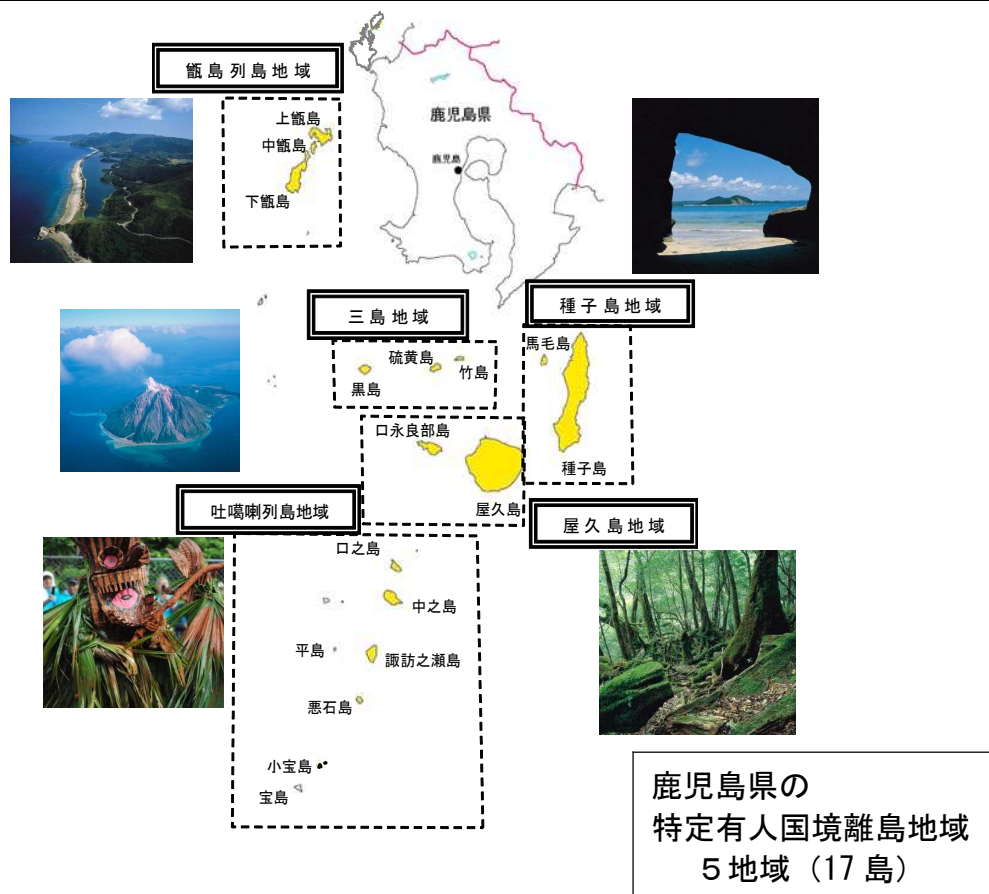 甑島列島地域
上甑島
中甑島
下甑島
鹿児島県
鹿児島
三島地域
硫黄島
竹島
黒島
種子島地域
馬毛島
種子島
口永良部島
屋久島
屋久島地域
吐噶喇列島地域
口之島
中之島
平島
諏訪之瀬島
悪石島
小宝島
宝島
鹿児島県の
特定有人国境離島地域
５地域（17 島）